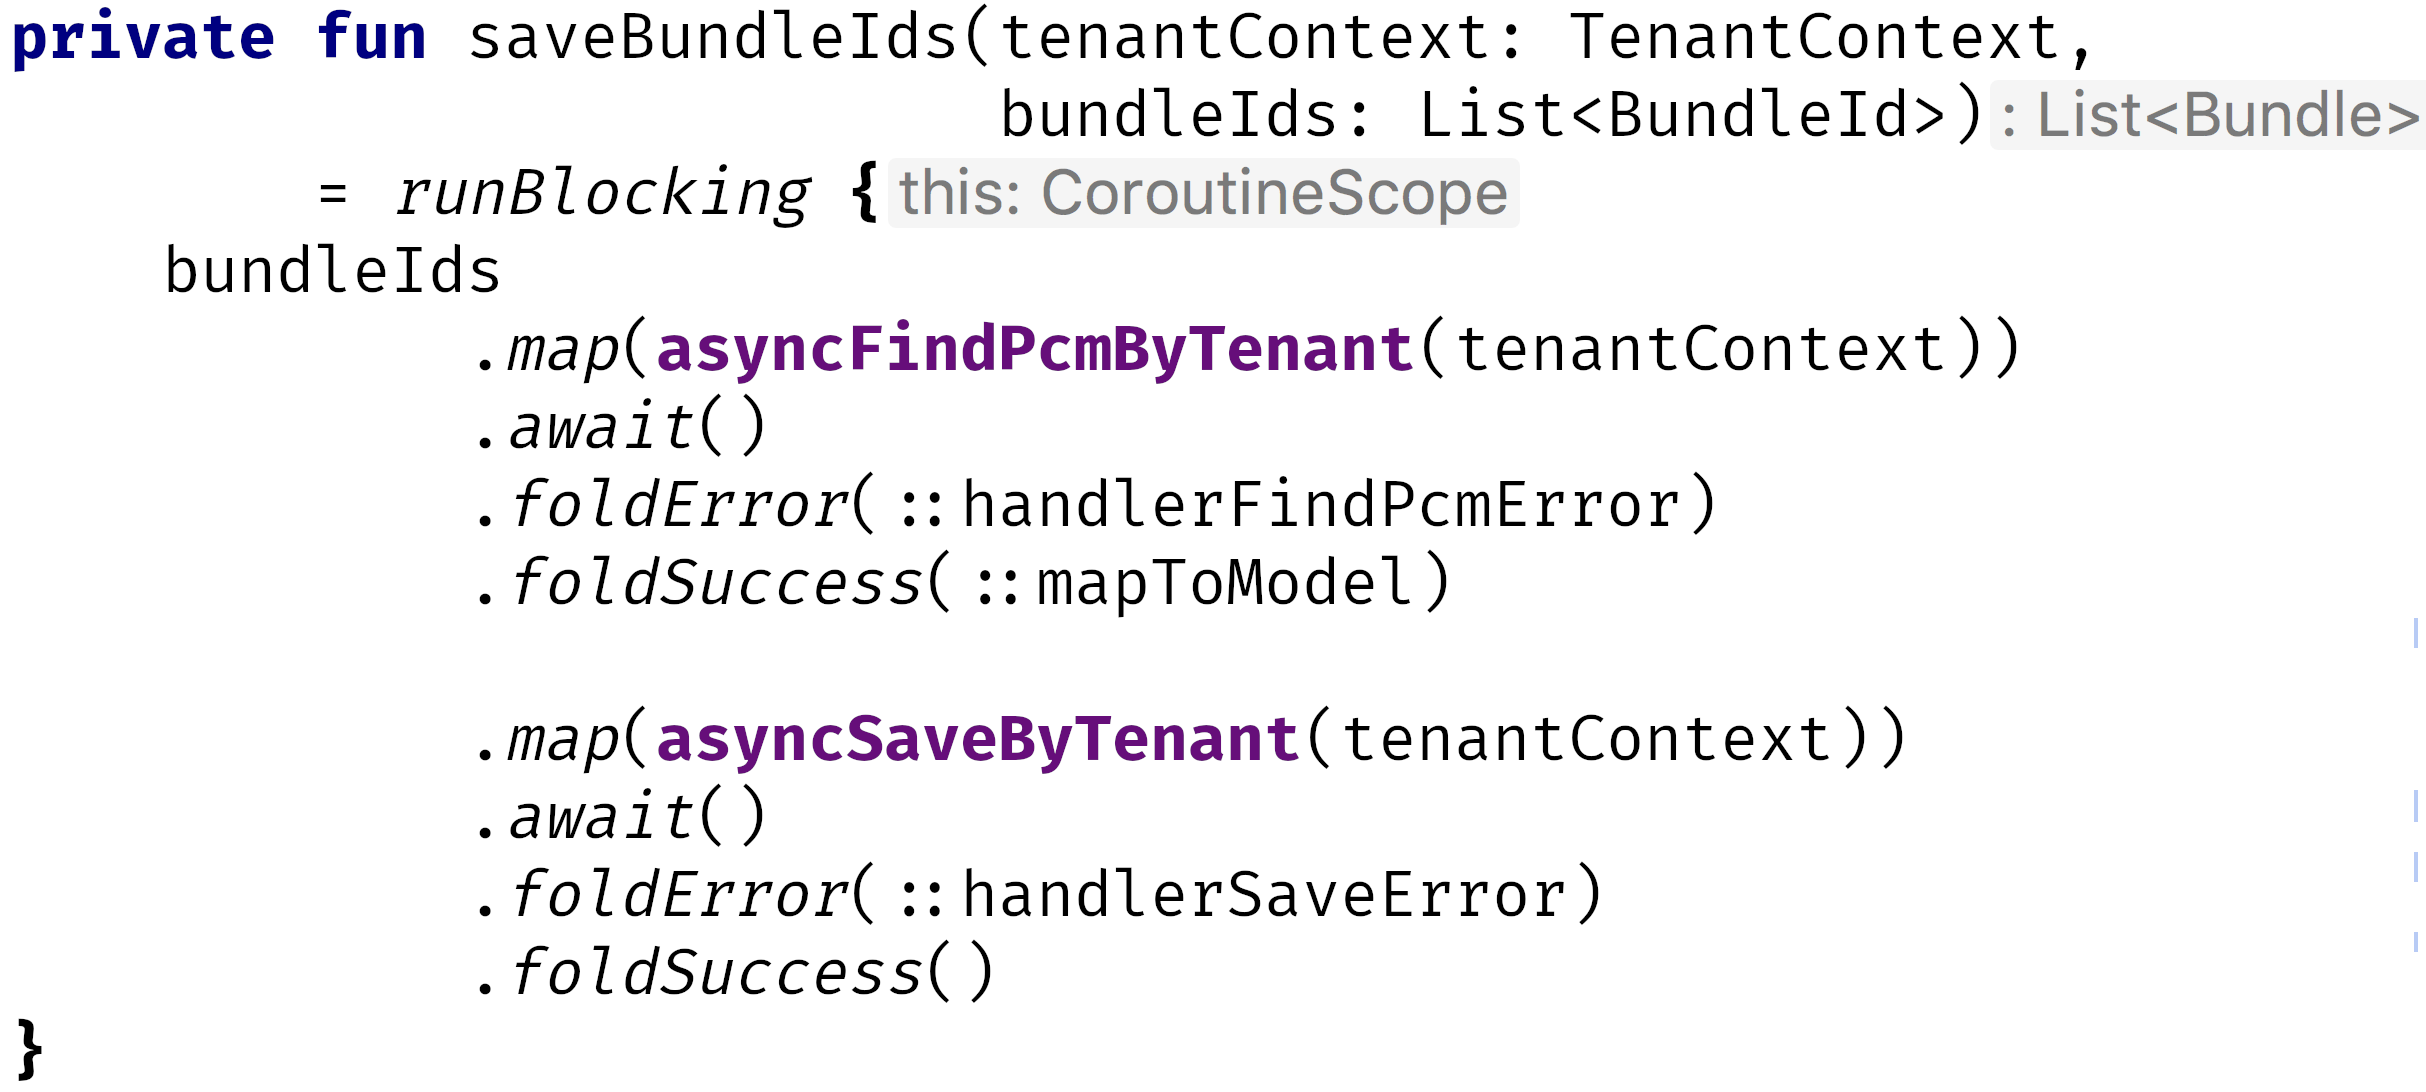 private fun saveBundleIds(tenantContext: TenantContext,
bundleIds: List<BundleId>): List<Bundle>
= runBlocking { this: CoroutineScope
bundleIds
.map(asyncFindPcmByTenant(tenantContext))
.await()
.foldError(::handlerFindPcmError)
.foldSuccess(::mapToModel)
.map(asyncSaveByTenant(tenantContext))
.await()
.foldError(::handlerSaveError)
.foldSuccess()
}